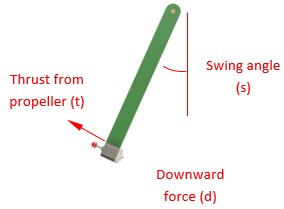 Thrust from
propeller (t)
Swing angle
(s)
Downward
force (d)